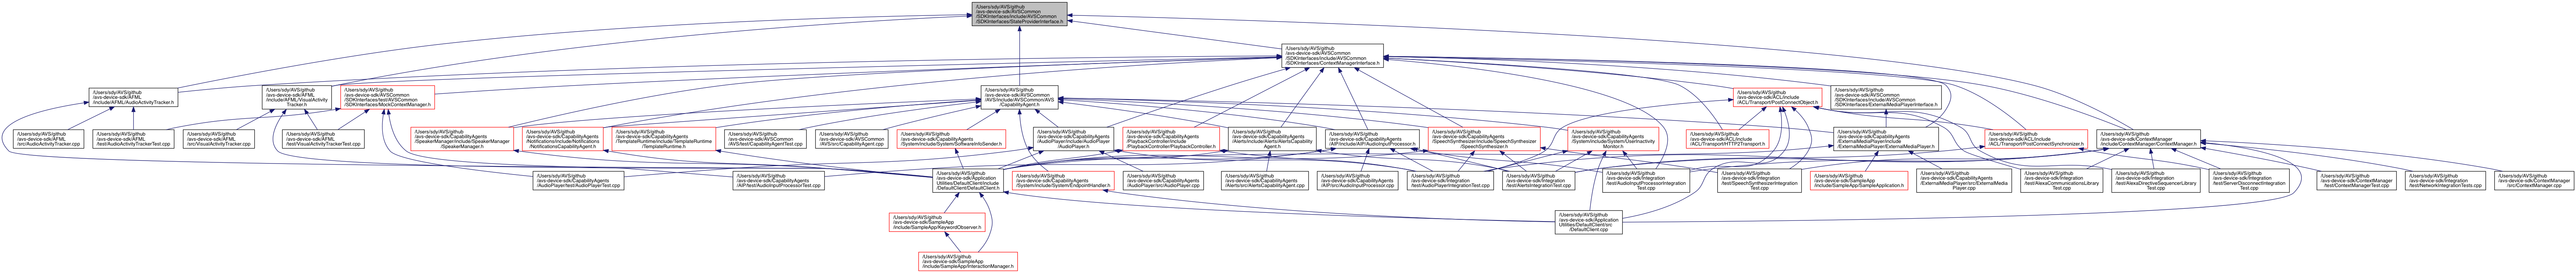 /Users/sdy/AVS/github
/avs-device-sdk/AVSCommon
/SDKInterfaces/include/AVSCommon
/SDKInterfaces/StateProviderInterface.h
/Users/sdy/AVS/github
/avs-device-sdk/AVSCommon
/SDKInterfaces/include/AVSCommon
/SDKInterfaces/ContextManagerInterface.h
/Users/sdy/AVS/github
/avs-device-sdk/AFML
/include/AFML/AudioActivityTracker.h
/Users/sdy/AVS/github
/avs-device-sdk/AFML
/include/AFML/VisualActivity
Tracker.h
/Users/sdy/AVS/github
/avs-device-sdk/AVSCommon
/SDKInterfaces/test/AVSCommon
/SDKInterfaces/MockContextManager.h
/Users/sdy/AVS/github
/avs-device-sdk/AVSCommon
/AVS/include/AVSCommon/AVS
/CapabilityAgent.h
/Users/sdy/AVS/github
/avs-device-sdk/ACL/include
/ACL/Transport/PostConnectObject.h
/Users/sdy/AVS/github
/avs-device-sdk/AVSCommon
/SDKInterfaces/include/AVSCommon
/SDKInterfaces/ExternalMediaPlayerInterface.h
/Users/sdy/AVS/github
/avs-device-sdk/AFML
/src/AudioActivityTracker.cpp
/Users/sdy/AVS/github
/avs-device-sdk/AFML
/test/AudioActivityTrackerTest.cpp
/Users/sdy/AVS/github
/avs-device-sdk/AFML
/src/VisualActivityTracker.cpp
/Users/sdy/AVS/github
/avs-device-sdk/AFML
/test/VisualActivityTrackerTest.cpp
/Users/sdy/AVS/github
/avs-device-sdk/CapabilityAgents
/SpeakerManager/include/SpeakerManager
/SpeakerManager.h
/Users/sdy/AVS/github
/avs-device-sdk/CapabilityAgents
/Notifications/include/Notifications
/NotificationsCapabilityAgent.h
/Users/sdy/AVS/github
/avs-device-sdk/CapabilityAgents
/TemplateRuntime/include/TemplateRuntime
/TemplateRuntime.h
/Users/sdy/AVS/github
/avs-device-sdk/AVSCommon
/AVS/test/CapabilityAgentTest.cpp
/Users/sdy/AVS/github
/avs-device-sdk/AVSCommon
/AVS/src/CapabilityAgent.cpp
/Users/sdy/AVS/github
/avs-device-sdk/CapabilityAgents
/System/include/System/SoftwareInfoSender.h
/Users/sdy/AVS/github
/avs-device-sdk/CapabilityAgents
/AudioPlayer/include/AudioPlayer
/AudioPlayer.h
/Users/sdy/AVS/github
/avs-device-sdk/CapabilityAgents
/PlaybackController/include
/PlaybackController/PlaybackController.h
/Users/sdy/AVS/github
/avs-device-sdk/CapabilityAgents
/Alerts/include/Alerts/AlertsCapability
Agent.h
/Users/sdy/AVS/github
/avs-device-sdk/CapabilityAgents
/AIP/include/AIP/AudioInputProcessor.h
/Users/sdy/AVS/github
/avs-device-sdk/CapabilityAgents
/SpeechSynthesizer/include/SpeechSynthesizer
/SpeechSynthesizer.h
/Users/sdy/AVS/github
/avs-device-sdk/CapabilityAgents
/System/include/System/UserInactivity
Monitor.h
/Users/sdy/AVS/github
/avs-device-sdk/ACL/include
/ACL/Transport/HTTP2Transport.h
/Users/sdy/AVS/github
/avs-device-sdk/CapabilityAgents
/ExternalMediaPlayer/include
/ExternalMediaPlayer/ExternalMediaPlayer.h
/Users/sdy/AVS/github
/avs-device-sdk/ACL/include
/ACL/Transport/PostConnectSynchronizer.h
/Users/sdy/AVS/github
/avs-device-sdk/ContextManager
/include/ContextManager/ContextManager.h
/Users/sdy/AVS/github
/avs-device-sdk/CapabilityAgents
/AudioPlayer/test/AudioPlayerTest.cpp
/Users/sdy/AVS/github
/avs-device-sdk/CapabilityAgents
/AIP/test/AudioInputProcessorTest.cpp
/Users/sdy/AVS/github
/avs-device-sdk/Application
Utilities/DefaultClient/include
/DefaultClient/DefaultClient.h
/Users/sdy/AVS/github
/avs-device-sdk/CapabilityAgents
/System/include/System/EndpointHandler.h
/Users/sdy/AVS/github
/avs-device-sdk/CapabilityAgents
/AudioPlayer/src/AudioPlayer.cpp
/Users/sdy/AVS/github
/avs-device-sdk/CapabilityAgents
/Alerts/src/AlertsCapabilityAgent.cpp
/Users/sdy/AVS/github
/avs-device-sdk/CapabilityAgents
/AIP/src/AudioInputProcessor.cpp
/Users/sdy/AVS/github
/avs-device-sdk/Integration
/test/AudioPlayerIntegrationTest.cpp
/Users/sdy/AVS/github
/avs-device-sdk/Integration
/test/AlertsIntegrationTest.cpp
/Users/sdy/AVS/github
/avs-device-sdk/Integration
/test/AudioInputProcessorIntegration
Test.cpp
/Users/sdy/AVS/github
/avs-device-sdk/Integration
/test/SpeechSynthesizerIntegration
Test.cpp
/Users/sdy/AVS/github
/avs-device-sdk/SampleApp
/include/SampleApp/SampleApplication.h
/Users/sdy/AVS/github
/avs-device-sdk/CapabilityAgents
/ExternalMediaPlayer/src/ExternalMedia
Player.cpp
/Users/sdy/AVS/github
/avs-device-sdk/Integration
/test/AlexaCommunicationsLibrary
Test.cpp
/Users/sdy/AVS/github
/avs-device-sdk/Integration
/test/AlexaDirectiveSequencerLibrary
Test.cpp
/Users/sdy/AVS/github
/avs-device-sdk/Integration
/test/ServerDisconnectIntegration
Test.cpp
/Users/sdy/AVS/github
/avs-device-sdk/ContextManager
/test/ContextManagerTest.cpp
/Users/sdy/AVS/github
/avs-device-sdk/Integration
/test/NetworkIntegrationTests.cpp
/Users/sdy/AVS/github
/avs-device-sdk/ContextManager
/src/ContextManager.cpp
/Users/sdy/AVS/github
/avs-device-sdk/SampleApp
/include/SampleApp/KeywordObserver.h
/Users/sdy/AVS/github
/avs-device-sdk/Application
Utilities/DefaultClient/src
/DefaultClient.cpp
/Users/sdy/AVS/github
/avs-device-sdk/SampleApp
/include/SampleApp/InteractionManager.h